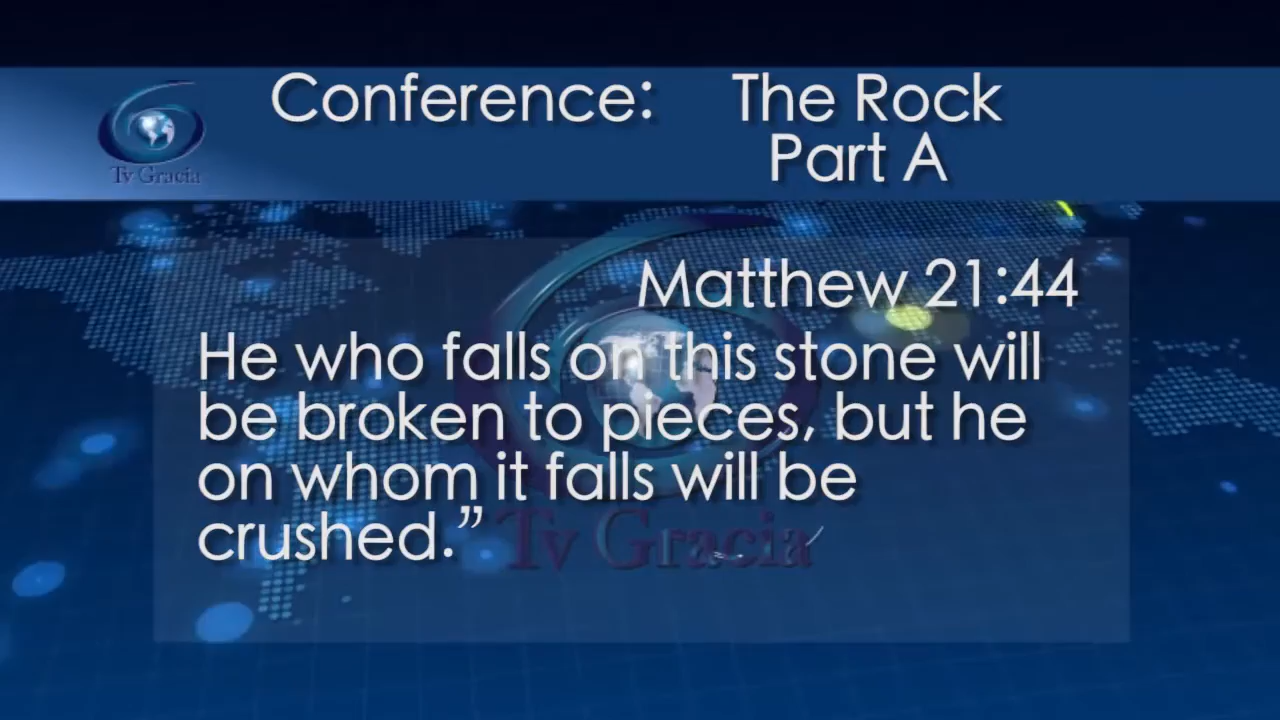 Conference: The Rock
Part A
Tv Gracia
Matthew 21:44
He who falls on this stone will
be broken to pieces, but he
on whom it falls will be
crushed.”
Tv Gracia